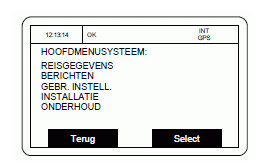 12:13:14 OK INT
GPS
HOOFDMENUSYSTEEM:
REISGEGEVENS
BERICHTEN
GEBR. INSTELL.
INSTALLATIE
ONDERHOUD
Terug Select